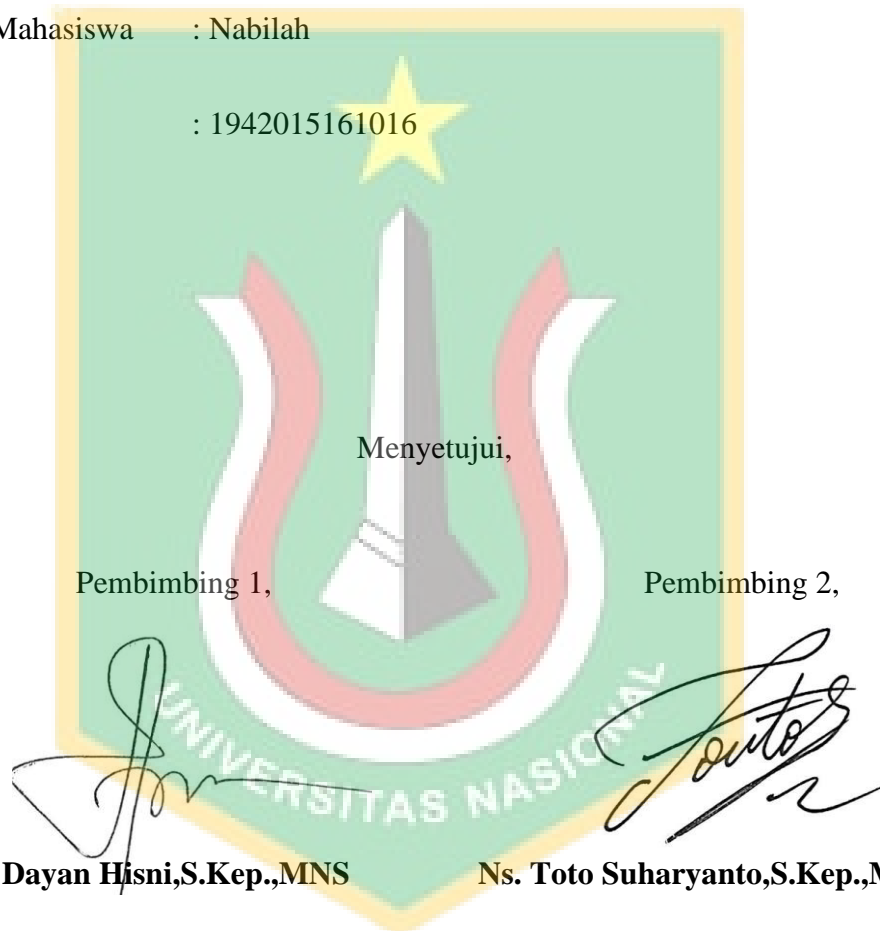 Mahasiswa : Nabilah
: 1942015161016
Menyetujui,
Pembimbing 1, Pembimbing 2,
UNIVERSITAS NASIONAL
Dayan Hisni,S.Kep.,MNS Ns. Toto Suharyanto,S.Kep.,M